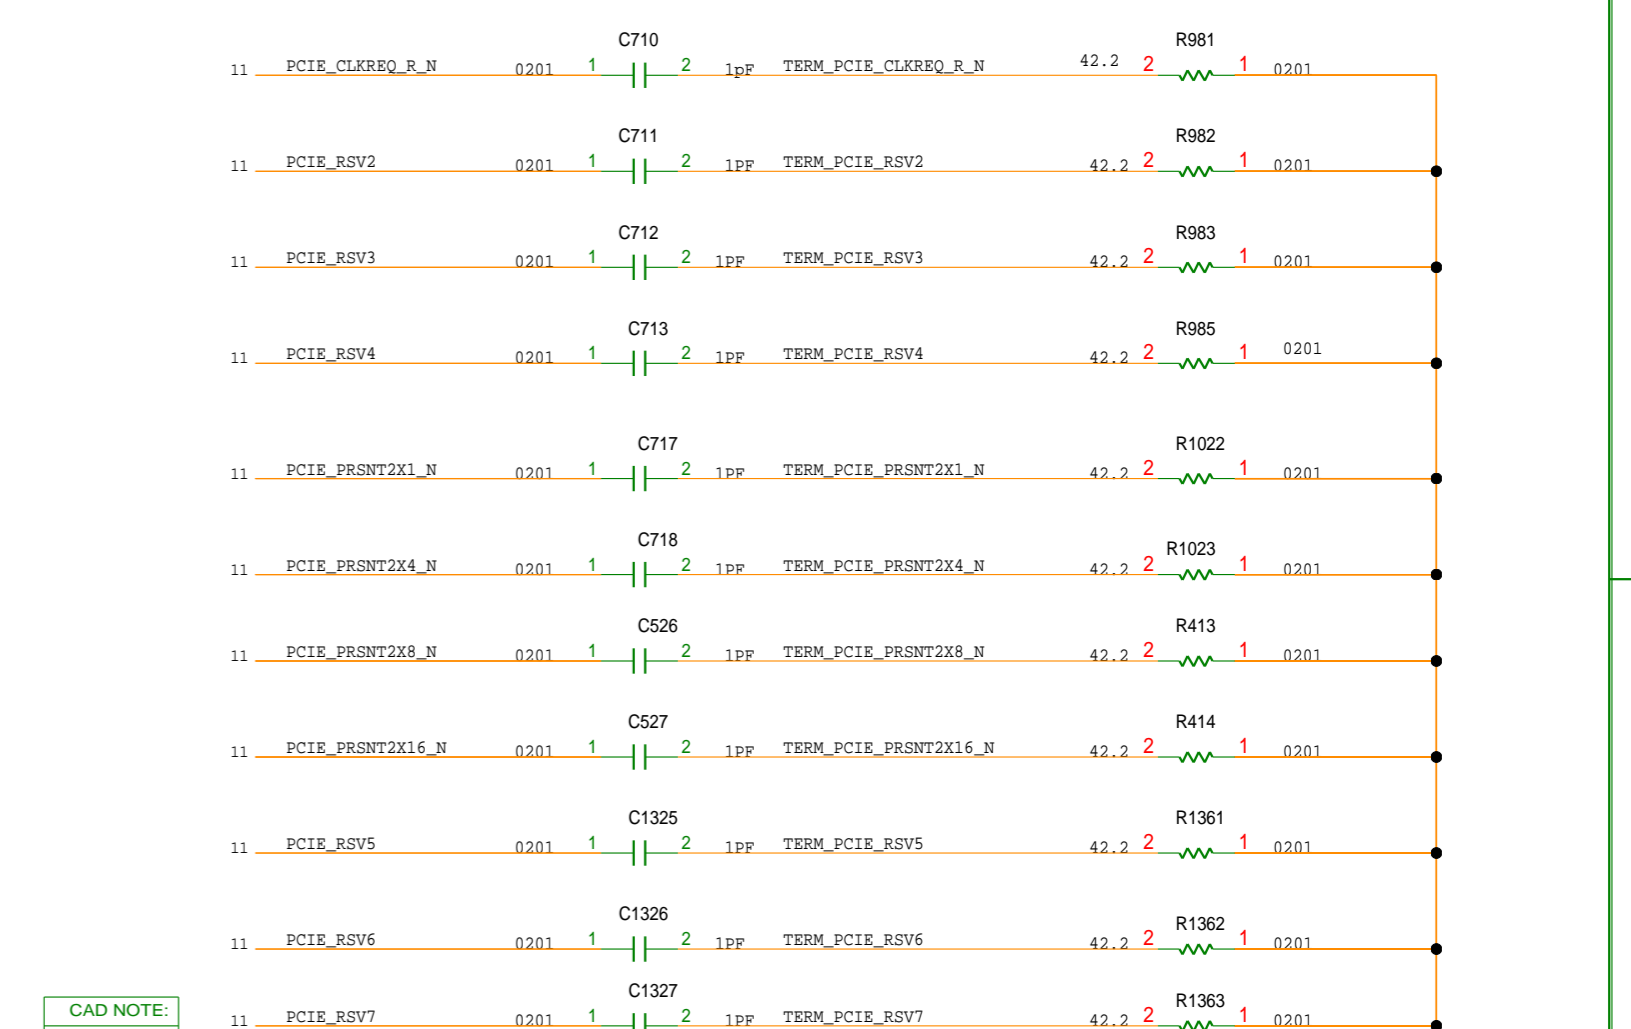 C710 R981
11 PCIE_CLKREQ_R_N 0201 1 2 1pF TERM_PCIE_CLKREQ_R_N 42.2 2 1 0201
C711 R982
11 PCIE_RSV2 0201 1 2 1PF TERM_PCIE_RSV2 42.2 2 1 0201
C712 R983
11 PCIE_RSV3 0201 1 2 1PF TERM_PCIE_RSV3 42.2 2 1 0201
C713 R985
11 PCIE_RSV4 0201 1 2 1PF TERM_PCIE_RSV4 42.2 2 1 0201
C717 R1022
11 PCIE_PRSNT2X1_N 0201 1 2 1PF TERM_PCIE_PRSNT2X1_N 42.2 2 1 0201
C718 R1023
11 PCIE_PRSNT2X4_N 0201 1 2 1PF TERM_PCIE_PRSNT2X4_N 42.2 2 1 0201
C526 R413
11 PCIE_PRSNT2X8_N 0201 1 2 1PF TERM_PCIE_PRSNT2X8_N 42.2 2 1 0201
C527 R414
11 PCIE_PRSNT2X16_N 0201 1 2 1PF TERM_PCIE_PRSNT2X16_N 42.2 2 1 0201
C1325 R1361
11 PCIE_RSV5 0201 1 2 1PF TERM_PCIE_RSV5 42.2 2 1 0201
C1326 R1362
11 PCIE_RSV6 0201 1 2 1PF TERM_PCIE_RSV6 42.2 2 1 0201
C1327 R1363
CAD NOTE:
11 PCIE_RSV7 0201 1 2 1PF TERM_PCIE_RSV7 42.2 2 1 0201